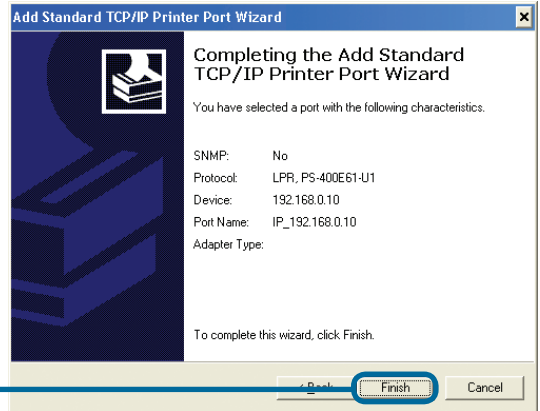 Add Standard TCP/IP Printer Port Wizard
Completing the Add Standard
TCP/IP Printer Port Wizard
You have selected a port with the following characteristics.
SNMP: No
Protocol: LPR, PS-400E61-U1
Device: 192.168.0.10
Port Name: IP_192.168.0.10
Adapter Type:
To complete this wizard, click Finish.
< Back Finish Cancel